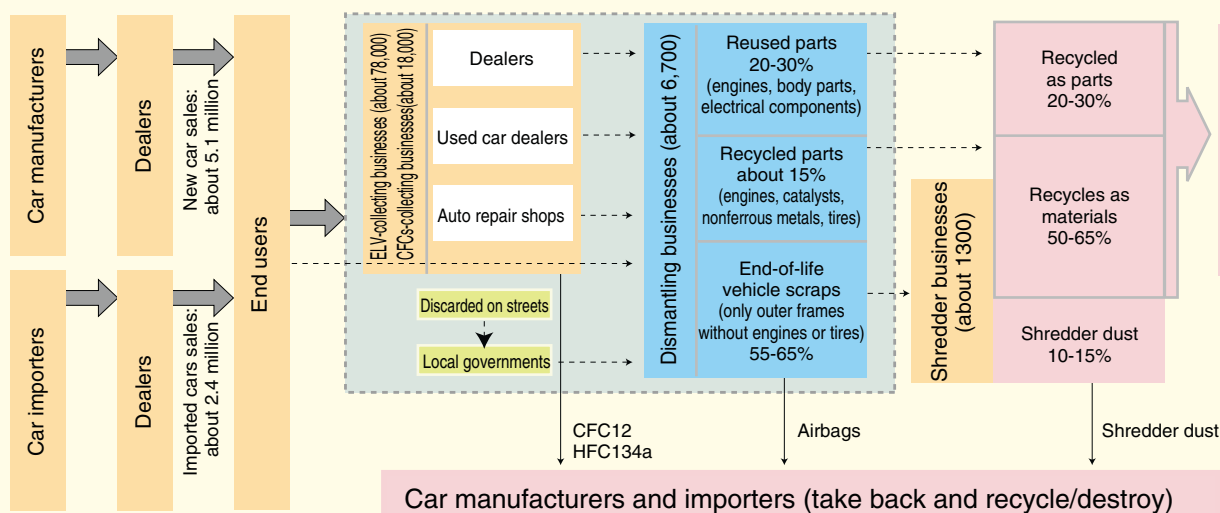 Car manufacturers
Dealers
New car sales:
about 5.1 million
Car importers
Dealers
Imported cars sales:
about 2.4 million
End users
ELV-collecting businesses (about 78,000)
CFCs-collecting businesses(about 18,000)
Dealers
Used car dealers
Auto repair shops
Discarded on streets
Local governments
Dismantling businesses (about 6,700)
Reused parts
20-30%
(engines, body parts,
electrical components)
Recycled parts
about 15%
(engines, catalysts,
nonferrous metals, tires)
End-of-life
vehicle scraps
(only outer frames
without engines or tires)
55-65%
Shredder businesses
(about 1300)
Recycled
as parts
20-30%
Recycles as
materials
50-65%
Shredder dust
10-15%
CFC12
HFC134a
Airbags
Shredder dust
Car manufacturers and importers (take back and recycle/destroy)